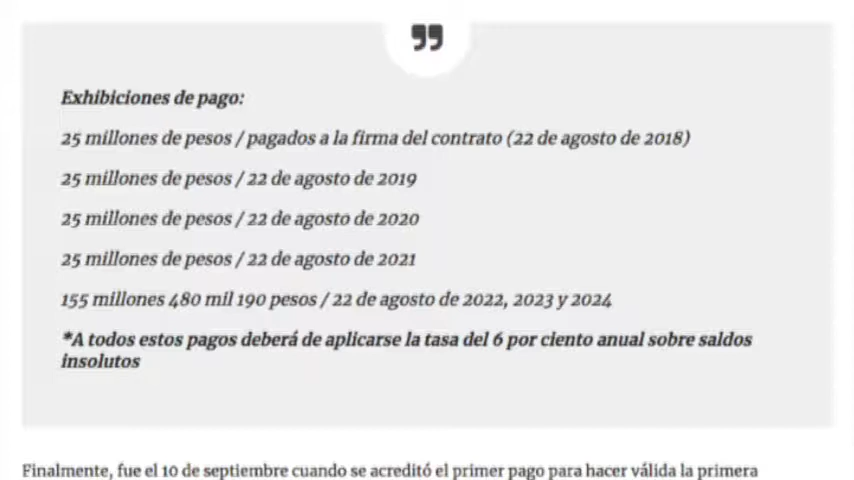 Exhibiciones de pago:
25 millones de pesos / pagados a la firma del contrato (22 de agosto de 2018)
25 millones de pesos / 22 de agosto de 2019
25 millones de pesos / 22 de agosto de 2020
25 millones de pesos / 22 de agosto de 2021
155 millones 480 mil 190 pesos / 22 de agosto de 2022, 2023 y 2024
*A todos estos pagos deberá de aplicarse la tasa del 6 por ciento anual sobre saldos
insolutos
Finalmente, fue el 10 de septiembre cuando se acreditó el primer pago para hacer válida la primera